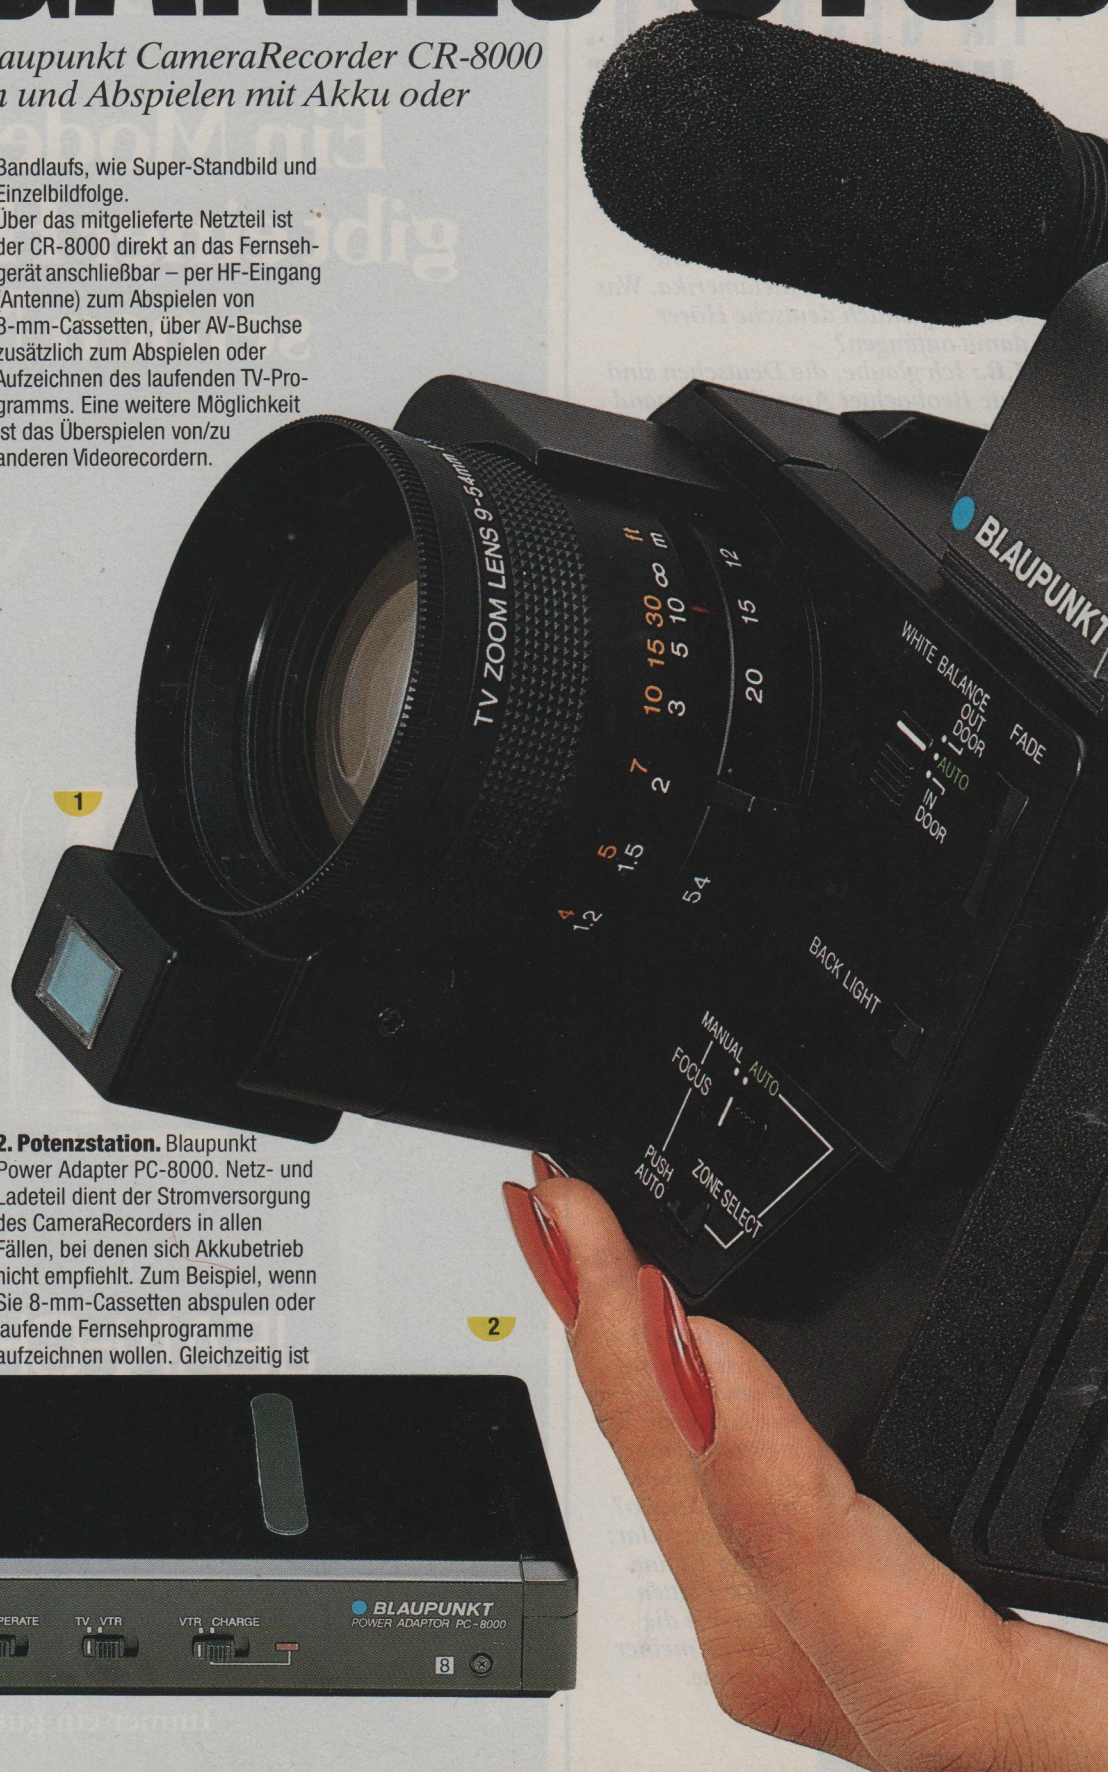 aupunkt CameraRecorder CR-8000
und Abspielen mit Akku oder
Bandlaufs, wie Super-Standbild und
Einzelbildfolge.
Über das mitgelieferte Netzteil ist
der CR-8000 direkt an das Fernseh-
gerät anschließbar – per HF-Eingang
(Antenne) zum Abspielen von
8-mm-Cassetten, über AV-Buchse
zusätzlich zum Abspielen oder
Aufzeichnen des laufenden TV-Pro-
gramms. Eine weitere Möglichkeit
ist das Überspielen von/zu
anderen Videorecordern.
TV ZOOM LENS 9-54mm
ft m
∞
30 10
15 5
10 3
7 2
5 1.5
4 1.2
12
15
20
54
BLAUPUNKT
WHITE BALANCE
OUT
DOOR
AUTO
IN
DOOR
FADE
BACK LIGHT
MANUAL AUTO
FOCUS
PUSH
AUTO
ZONE SELECT
1
2. Potenzstation. Blaupunkt
Power Adapter PC-8000. Netz- und
Ladeteil dient der Stromversorgung
des CameraRecorders in allen
Fällen, bei denen sich Akkubetrieb
nicht empfiehlt. Zum Beispiel, wenn
Sie 8-mm-Cassetten abspulen oder
laufende Fernsehprogramme
aufzeichnen wollen. Gleichzeitig ist
2
PERATE
TV VTR
VTR CHARGE
BLAUPUNKT
POWER ADAPTOR PC-8000
8